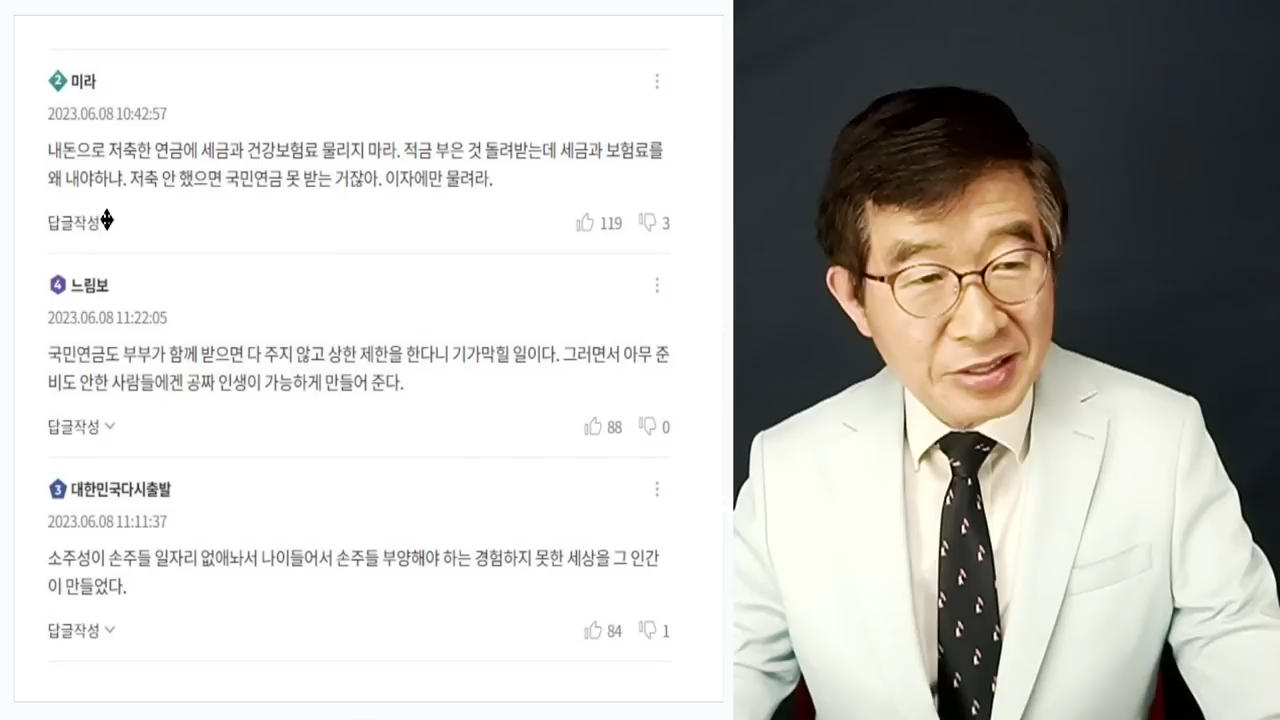 2 미라
2023.06.08 10:42:57
내돈으로 저축한 연금에 세금과 건강보험료 물리지 마라. 적금 부은 것 돌려받는데 세금과 보험료를
왜 내야하냐. 저축 안 했으면 국민연금 못 받는 거잖아. 이자에만 물려라.
답글작성 119 3
4 느림보
2023.06.08 11:22:05
국민연금도 부부가 함께 받으면 다 주지 않고 상한 제한을 한다니 기가막힐 일이다. 그러면서 아무 준
비도 안한 사람들에겐 공짜 인생이 가능하게 만들어 준다.
답글작성 88 0
3 대한민국다시출발
2023.06.08 11:11:37
소주성이 손주들 일자리 없애놔서 나이들어서 손주들 부양해야 하는 경험하지 못한 세상을 그 인간
이 만들었다.
답글작성 84 1